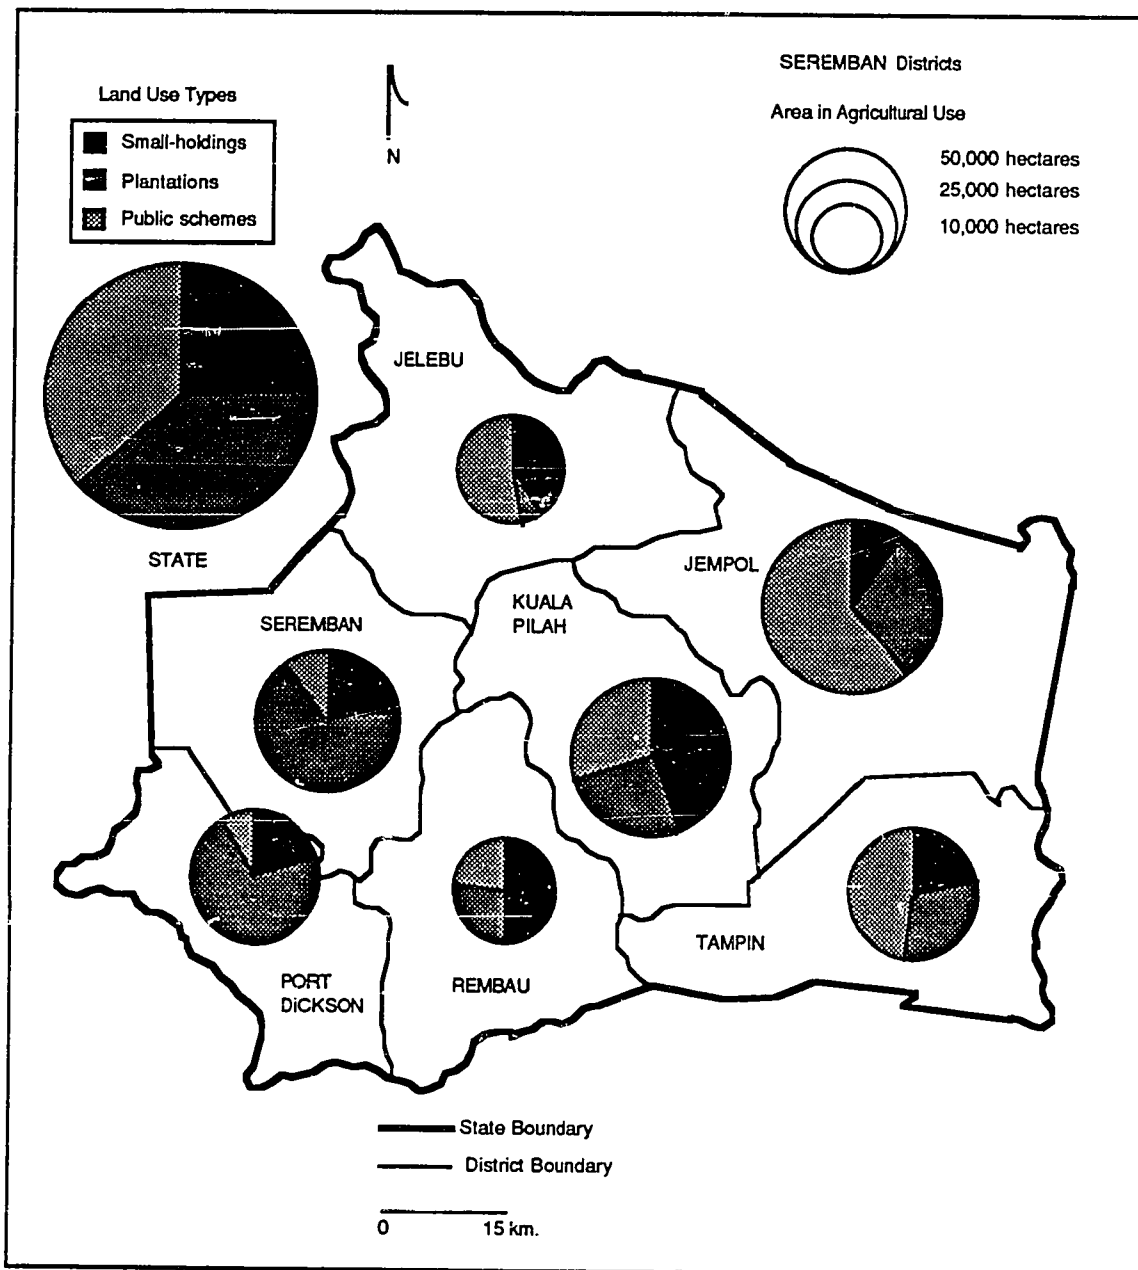 SEREMBAN Districts
Land Use Types
Small-holdings
Plantations
Public schemes
N
Area in Agricultural Use
50,000 hectares
25,000 hectares
10,000 hectares
JELEBU
STATE
JEMPOL
KUALA
PILAH
SEREMBAN
TAMPIN
PORT
DiCKSON
REMBAU
State Boundary
District Boundary
0 15 km.